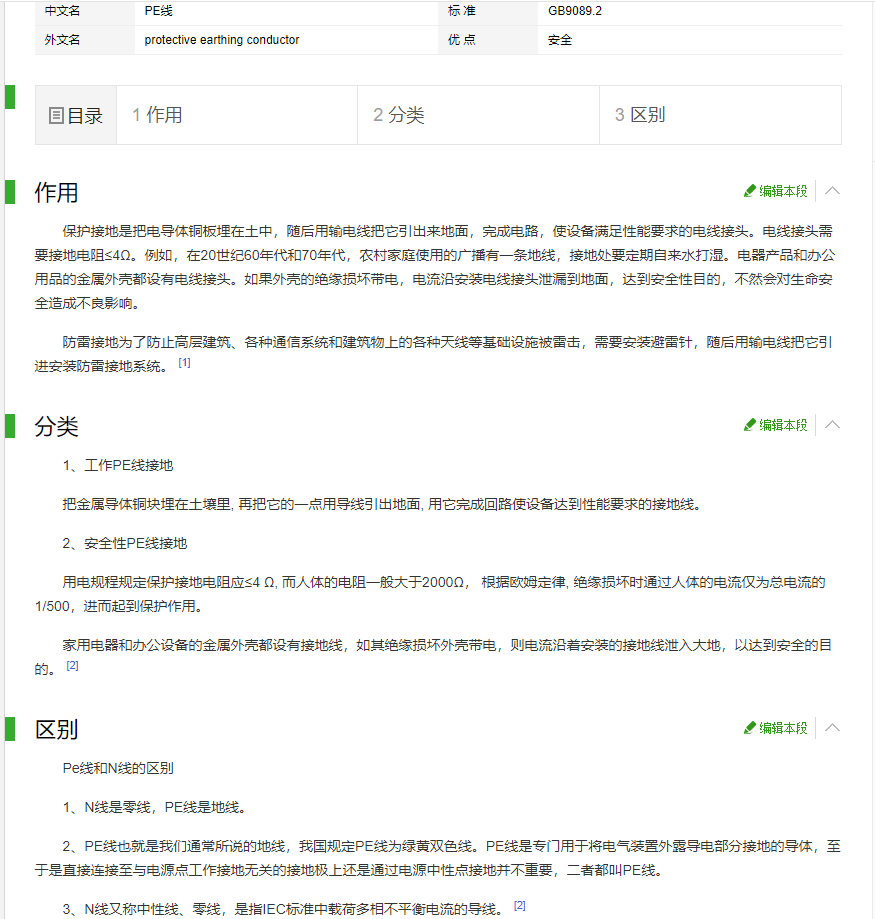 中文名 PE线 标 准 GB9089.2
外文名 protective earthing conductor 优 点 安全
目录 1 作用 2 分类 3 区别
作用 编辑本段
保护接地是把电导体铜板埋在土中，随后用输电线把它引出来地面，完成电路，使设备满足性能要求的电线接头。电线接头需
要接地电阻≤4Ω。例如，在20世纪60年代和70年代，农村家庭使用的广播有一条地线，接地处要定期自来水打湿。电器产品和办公
用品的金属外壳都设有电线接头。如果外壳的绝缘损坏带电，电流沿安装电线接头泄漏到地面，达到安全性目的，不然会对生命安
全造成不良影响。
防雷接地为了防止高层建筑、各种通信系统和建筑物上的各种天线等基础设施被雷击，需要安装避雷针，随后用输电线把它引
进安装防雷接地系统。 [1]
分类 编辑本段
1、工作PE线接地
把金属导体铜块埋在土壤里, 再把它的一点用导线引出地面, 用它完成回路使设备达到性能要求的接地线。
2、安全性PE线接地
用电规程规定保护接地电阻应≤4 Ω, 而人体的电阻一般大于2000Ω， 根据欧姆定律, 绝缘损坏时通过人体的电流仅为总电流的
1/500，进而起到保护作用。
家用电器和办公设备的金属外壳都设有接地线，如其绝缘损坏外壳带电，则电流沿着安装的接地线泄入大地，以达到安全的目
的。 [2]
区别 编辑本段
Pe线和N线的区别
1、N线是零线，PE线是地线。
2、PE线也就是我们通常所说的地线，我国规定PE线为绿黄双色线。PE线是专门用于将电气装置外露导电部分接地的导体，至
于是直接连接至与电源点工作接地无关的接地极上还是通过电源中性点接地并不重要，二者都叫PE线。
3、N线又称中性线、零线，是指IEC标准中载荷多相不平衡电流的导线。 [2]